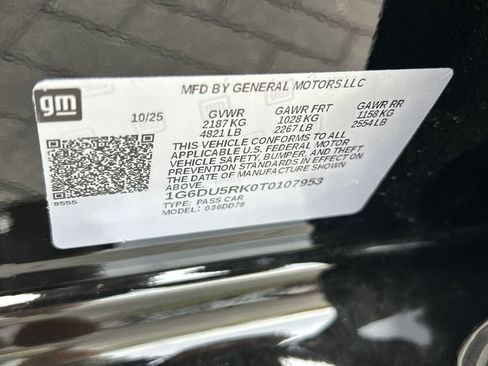 gm
MFD BY GENERAL MOTORS LLC
10/25 GVWR GAWR FRT GAWR RR
2187 KG 1028 KG 1158 KG
4821 LB 2267 LB 2554 LB
THIS VEHICLE CONFORMS TO ALL
APPLICABLE U.S. FEDERAL MOTOR
VEHICLE SAFETY, BUMPER, AND THEFT
PREVENTION STANDARDS IN EFFECT ON
THE DATE OF MANUFACTURE SHOWN
ABOVE.
1G6DU5RK0T0107953
TYPE: PASS CAR
MODEL: 036DD79
8555